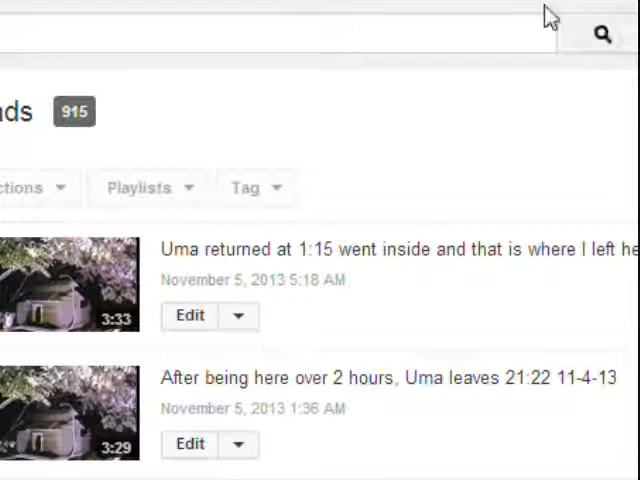 ads 915
ctions Playlists Tag
Uma returned at 1:15 went inside and that is where I left he
November 5, 2013 5:18 AM
3:33
Edit
After being here over 2 hours, Uma leaves 21:22 11-4-13
November 5, 2013 1:36 AM
3:29
Edit